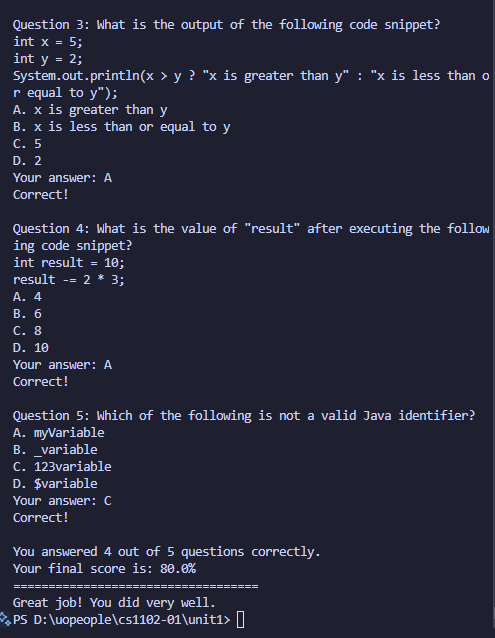 Question 3: What is the output of the following code snippet?
int x = 5;
int y = 2;
System.out.println(x > y ? "x is greater than y" : "x is less than o
r equal to y");
A. x is greater than y
B. x is less than or equal to y
C. 5
D. 2
Your answer: A
Correct!

Question 4: What is the value of "result" after executing the follow
ing code snippet?
int result = 10;
result -= 2 * 3;
A. 4
B. 6
C. 8
D. 10
Your answer: A
Correct!

Question 5: Which of the following is not a valid Java identifier?
A. myVariable
B. _variable
C. 123variable
D. $variable
Your answer: C
Correct!

You answered 4 out of 5 questions correctly.
Your final score is: 80.0%
===================================
Great job! You did very well.
PS D:\uopeople\cs1102-01\unit1>